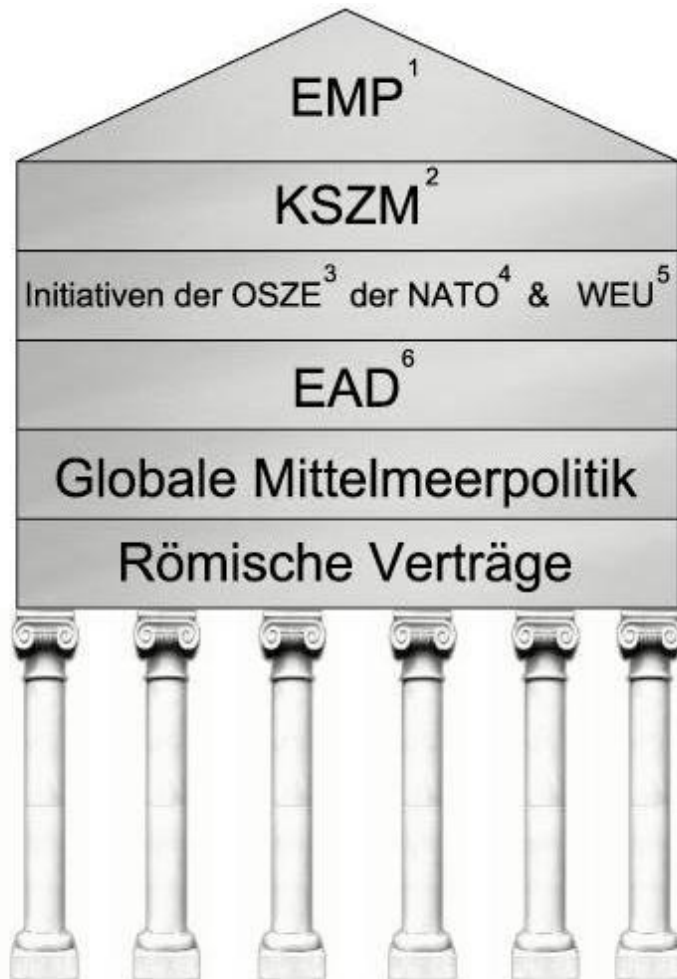 EMP¹
KSZM²
Initiativen der OSZE³ der NATO⁴ & WEU⁵
EAD⁶
Globale Mittelmeerpolitik
Römische Verträge